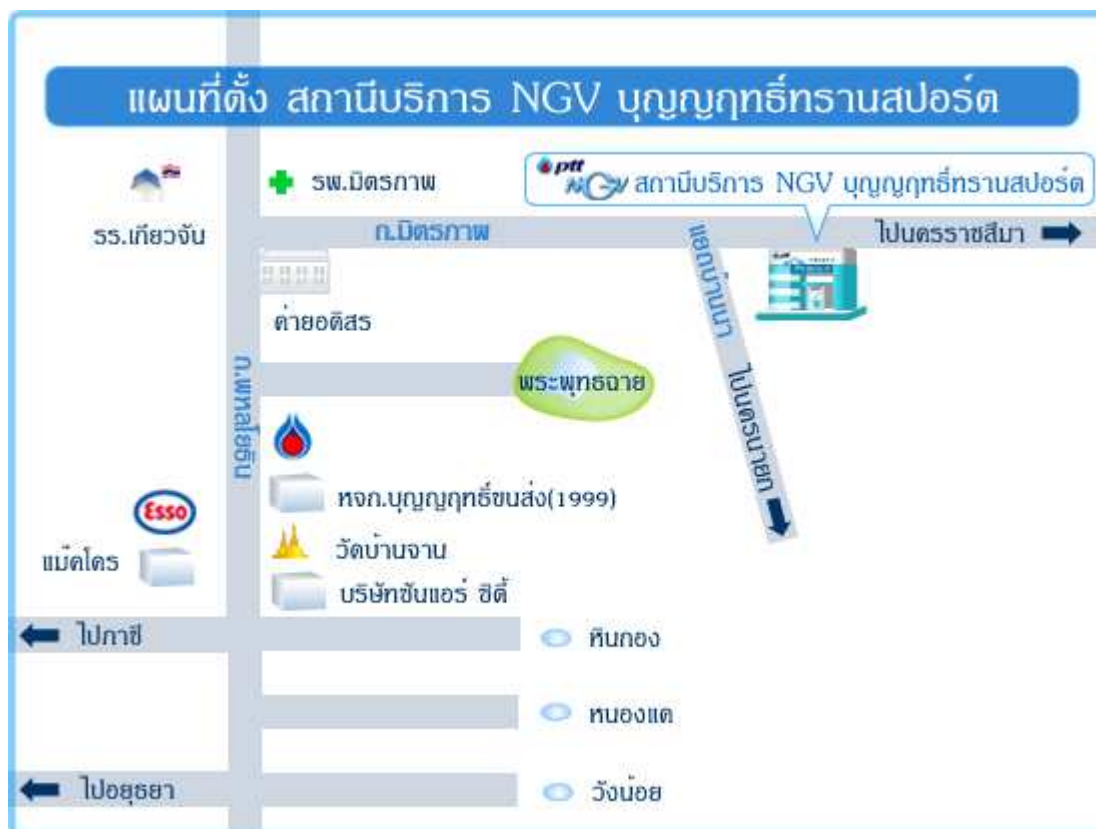 แผนที่ตั้ง สถานีบริการ NGV บุญญฤทธิ์ทรานสปอร์ต
รพ.มิตรภาพ
ptt
NGV สถานีบริการ NGV บุญญฤทธิ์ทรานสปอร์ต
รร.เกียวจัน
ถ.มิตรภาพ
ไปนครราชสีมา
แยกบ้านนา
ค่ายอดิสร
ถ.พหลโยธิน
พระพุทธฉาย
ไปนครนายก
หจก.บุญญฤทธิ์ขนส่ง(1999)
Esso
วัดบ้านจาน
แม็คโคร
บริษัทซันแอร์ ซิตี้
ไปภาชี
หินกอง
หนองแค
ไปอยุธยา
วังน้อย